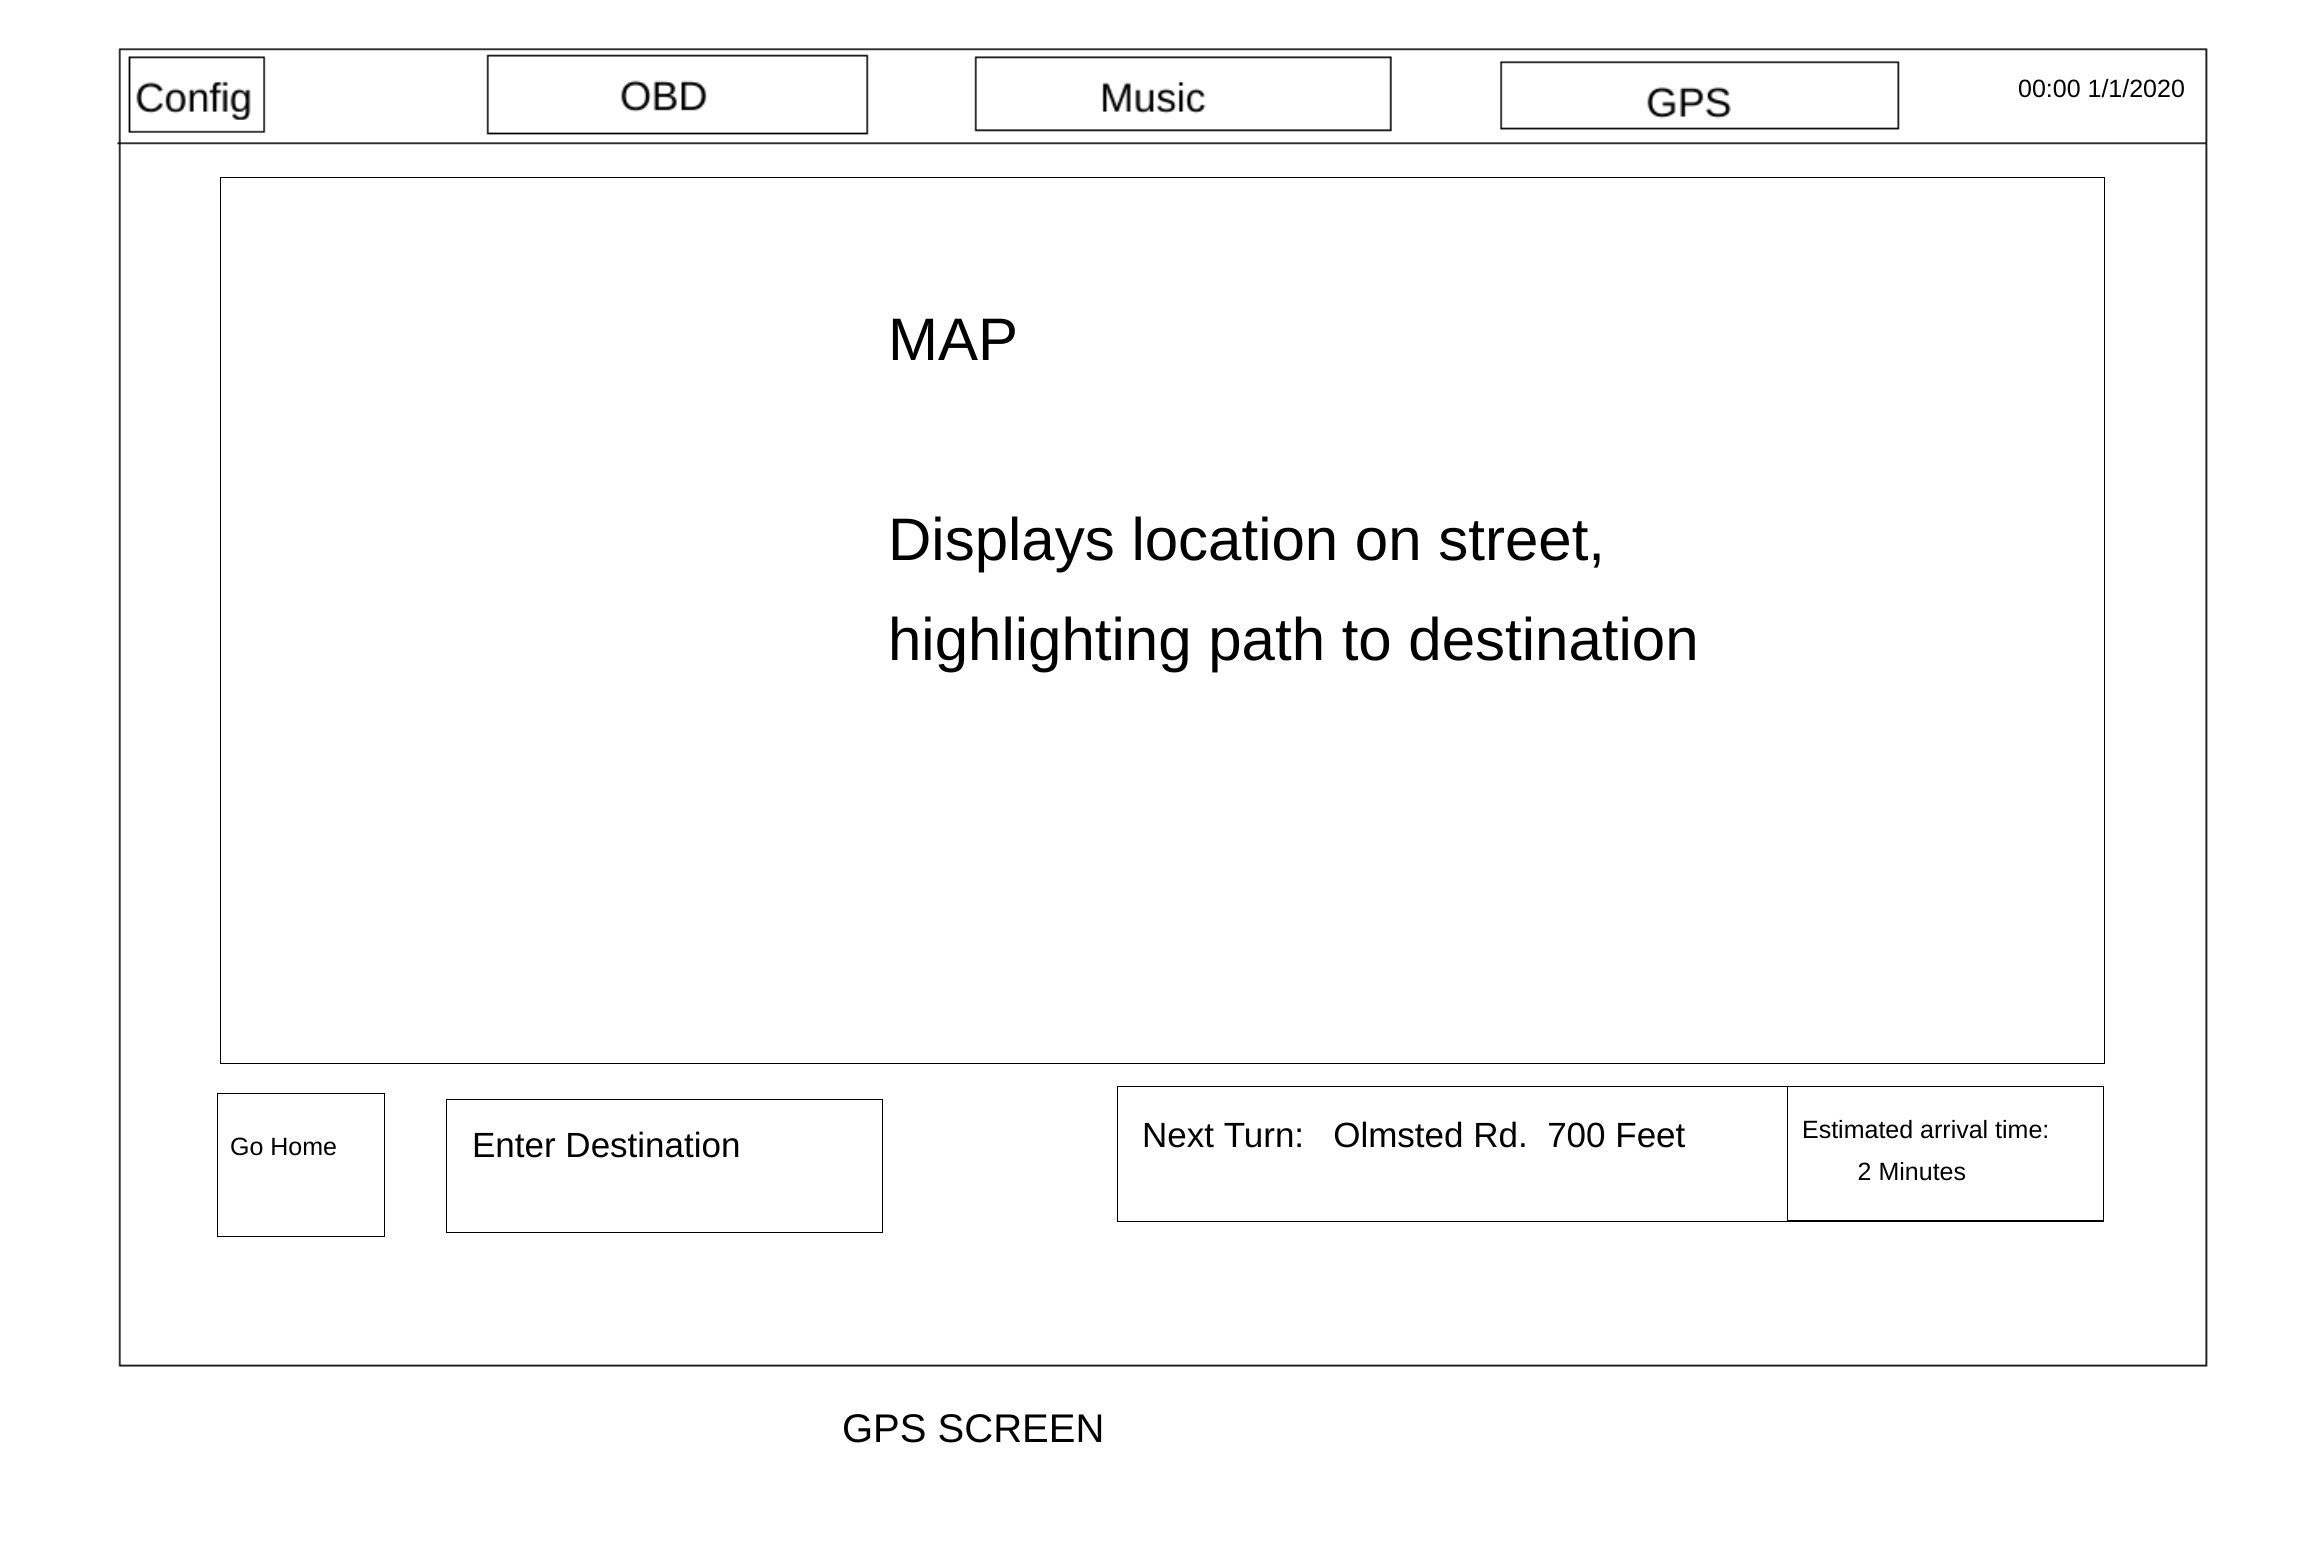 Config OBD Music GPS 00:00 1/1/2020
MAP
Displays location on street,
highlighting path to destination
Go Home
Enter Destination
Next Turn: Olmsted Rd. 700 Feet
Estimated arrival time:
2 Minutes
GPS SCREEN